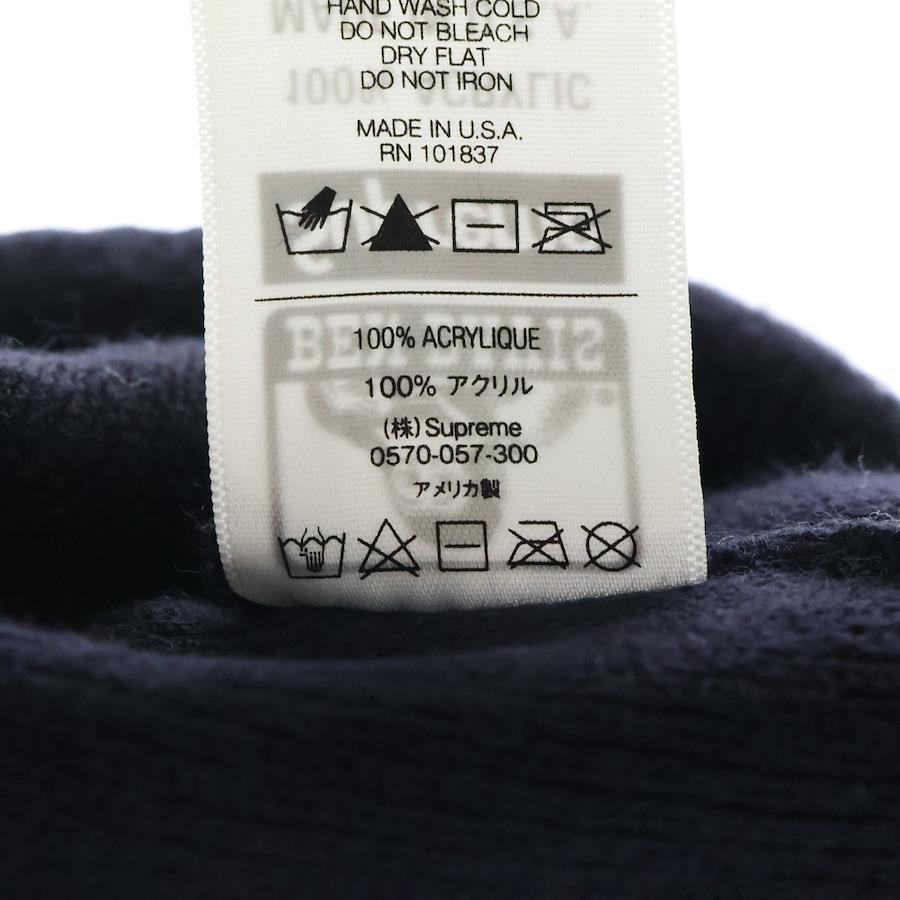 HAND WASH COLD
DO NOT BLEACH
DRY FLAT
DO NOT IRON
MADE IN U.S.A.
RN 101837
100% ACRYLIQUE
100% アクリル
(株)Supreme
0570-057-300
アメリカ製